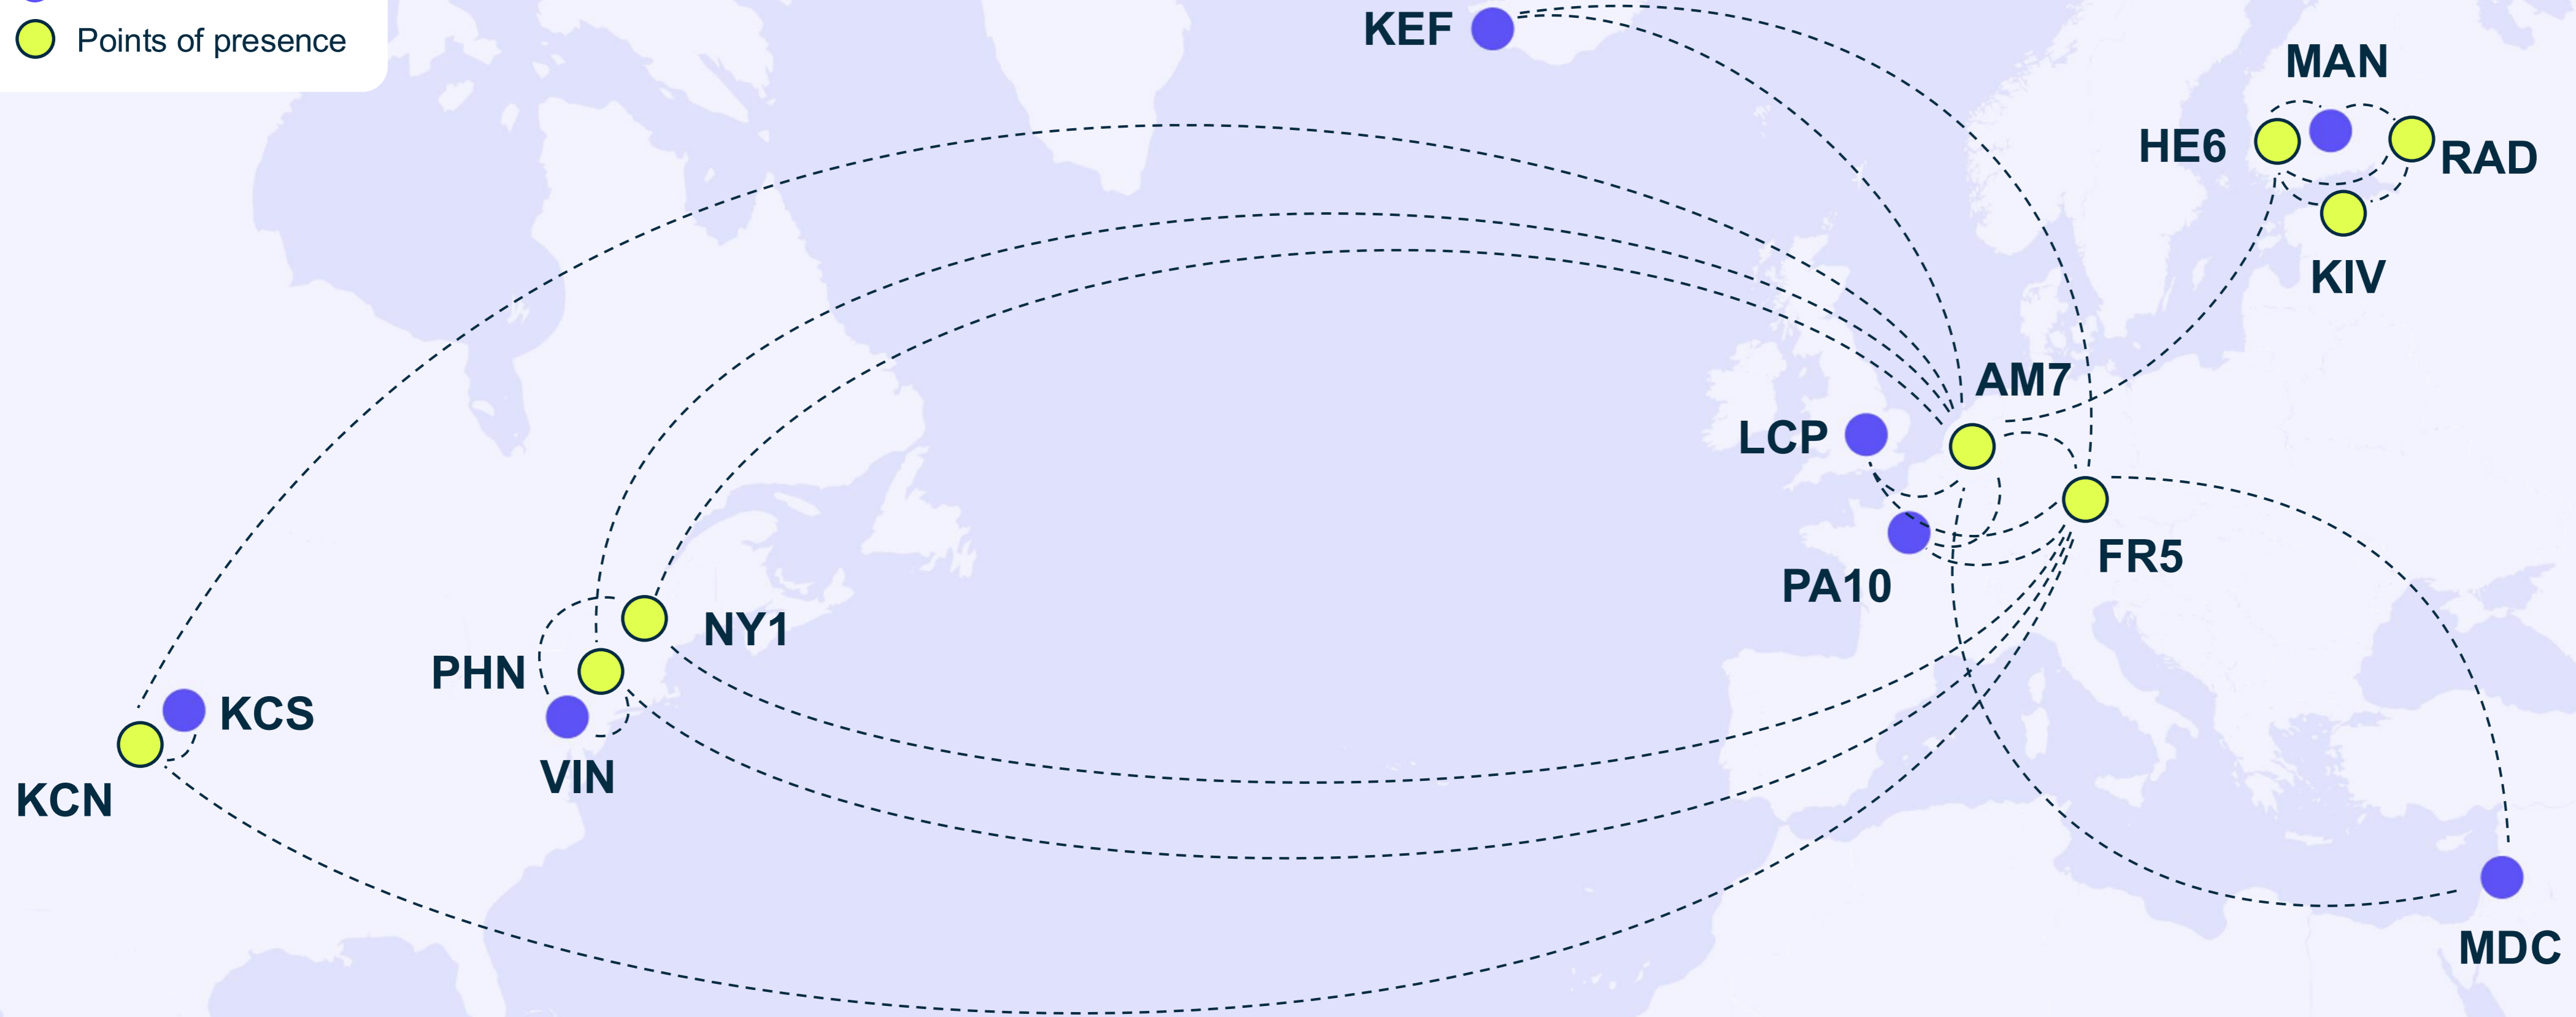 Points of presence
KEF
MAN
HE6
RAD
KIV
AM7
LCP
FR5
PA10
NY1
PHN
KCS
VIN
KCN
MDC